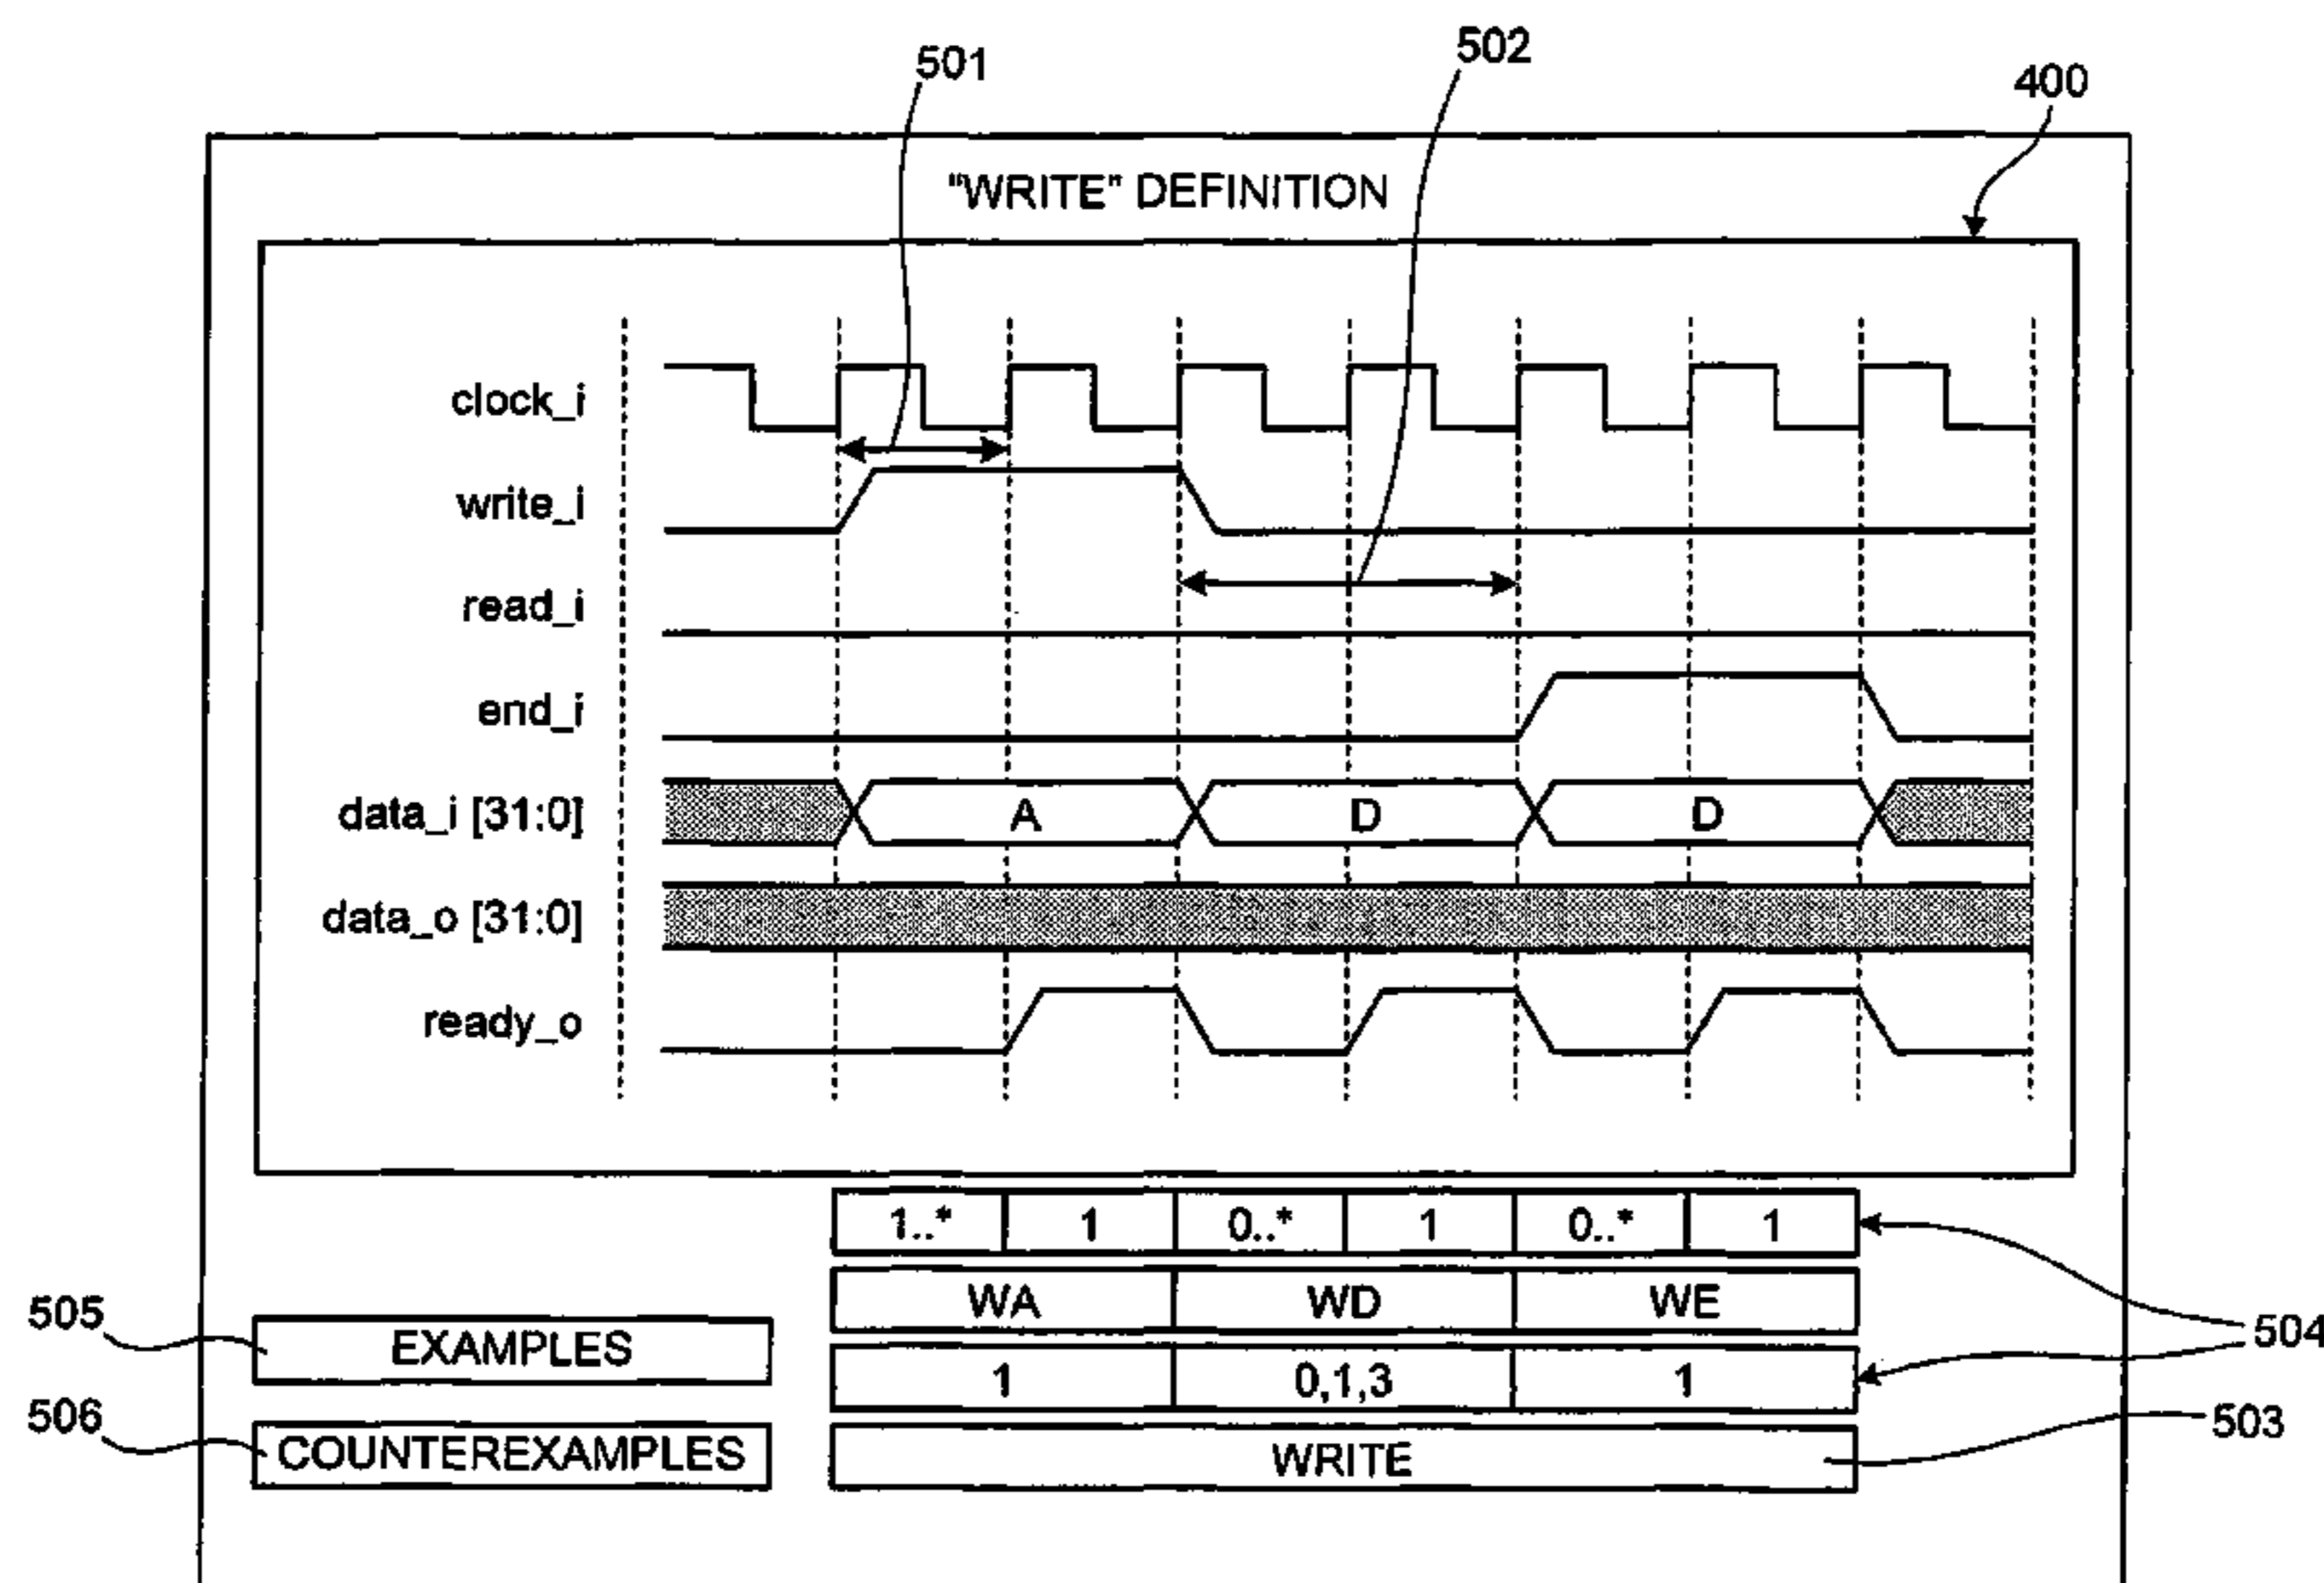 501
502
400
"WRITE" DEFINITION
clock_i
write_i
read_i
end_i
data_i [31:0] A D D
data_o [31:0]
ready_o
1..* 1 0..* 1 0..* 1
WA WD WE
505
EXAMPLES
504
1 0,1,3 1
506
COUNTEREXAMPLES
WRITE
503